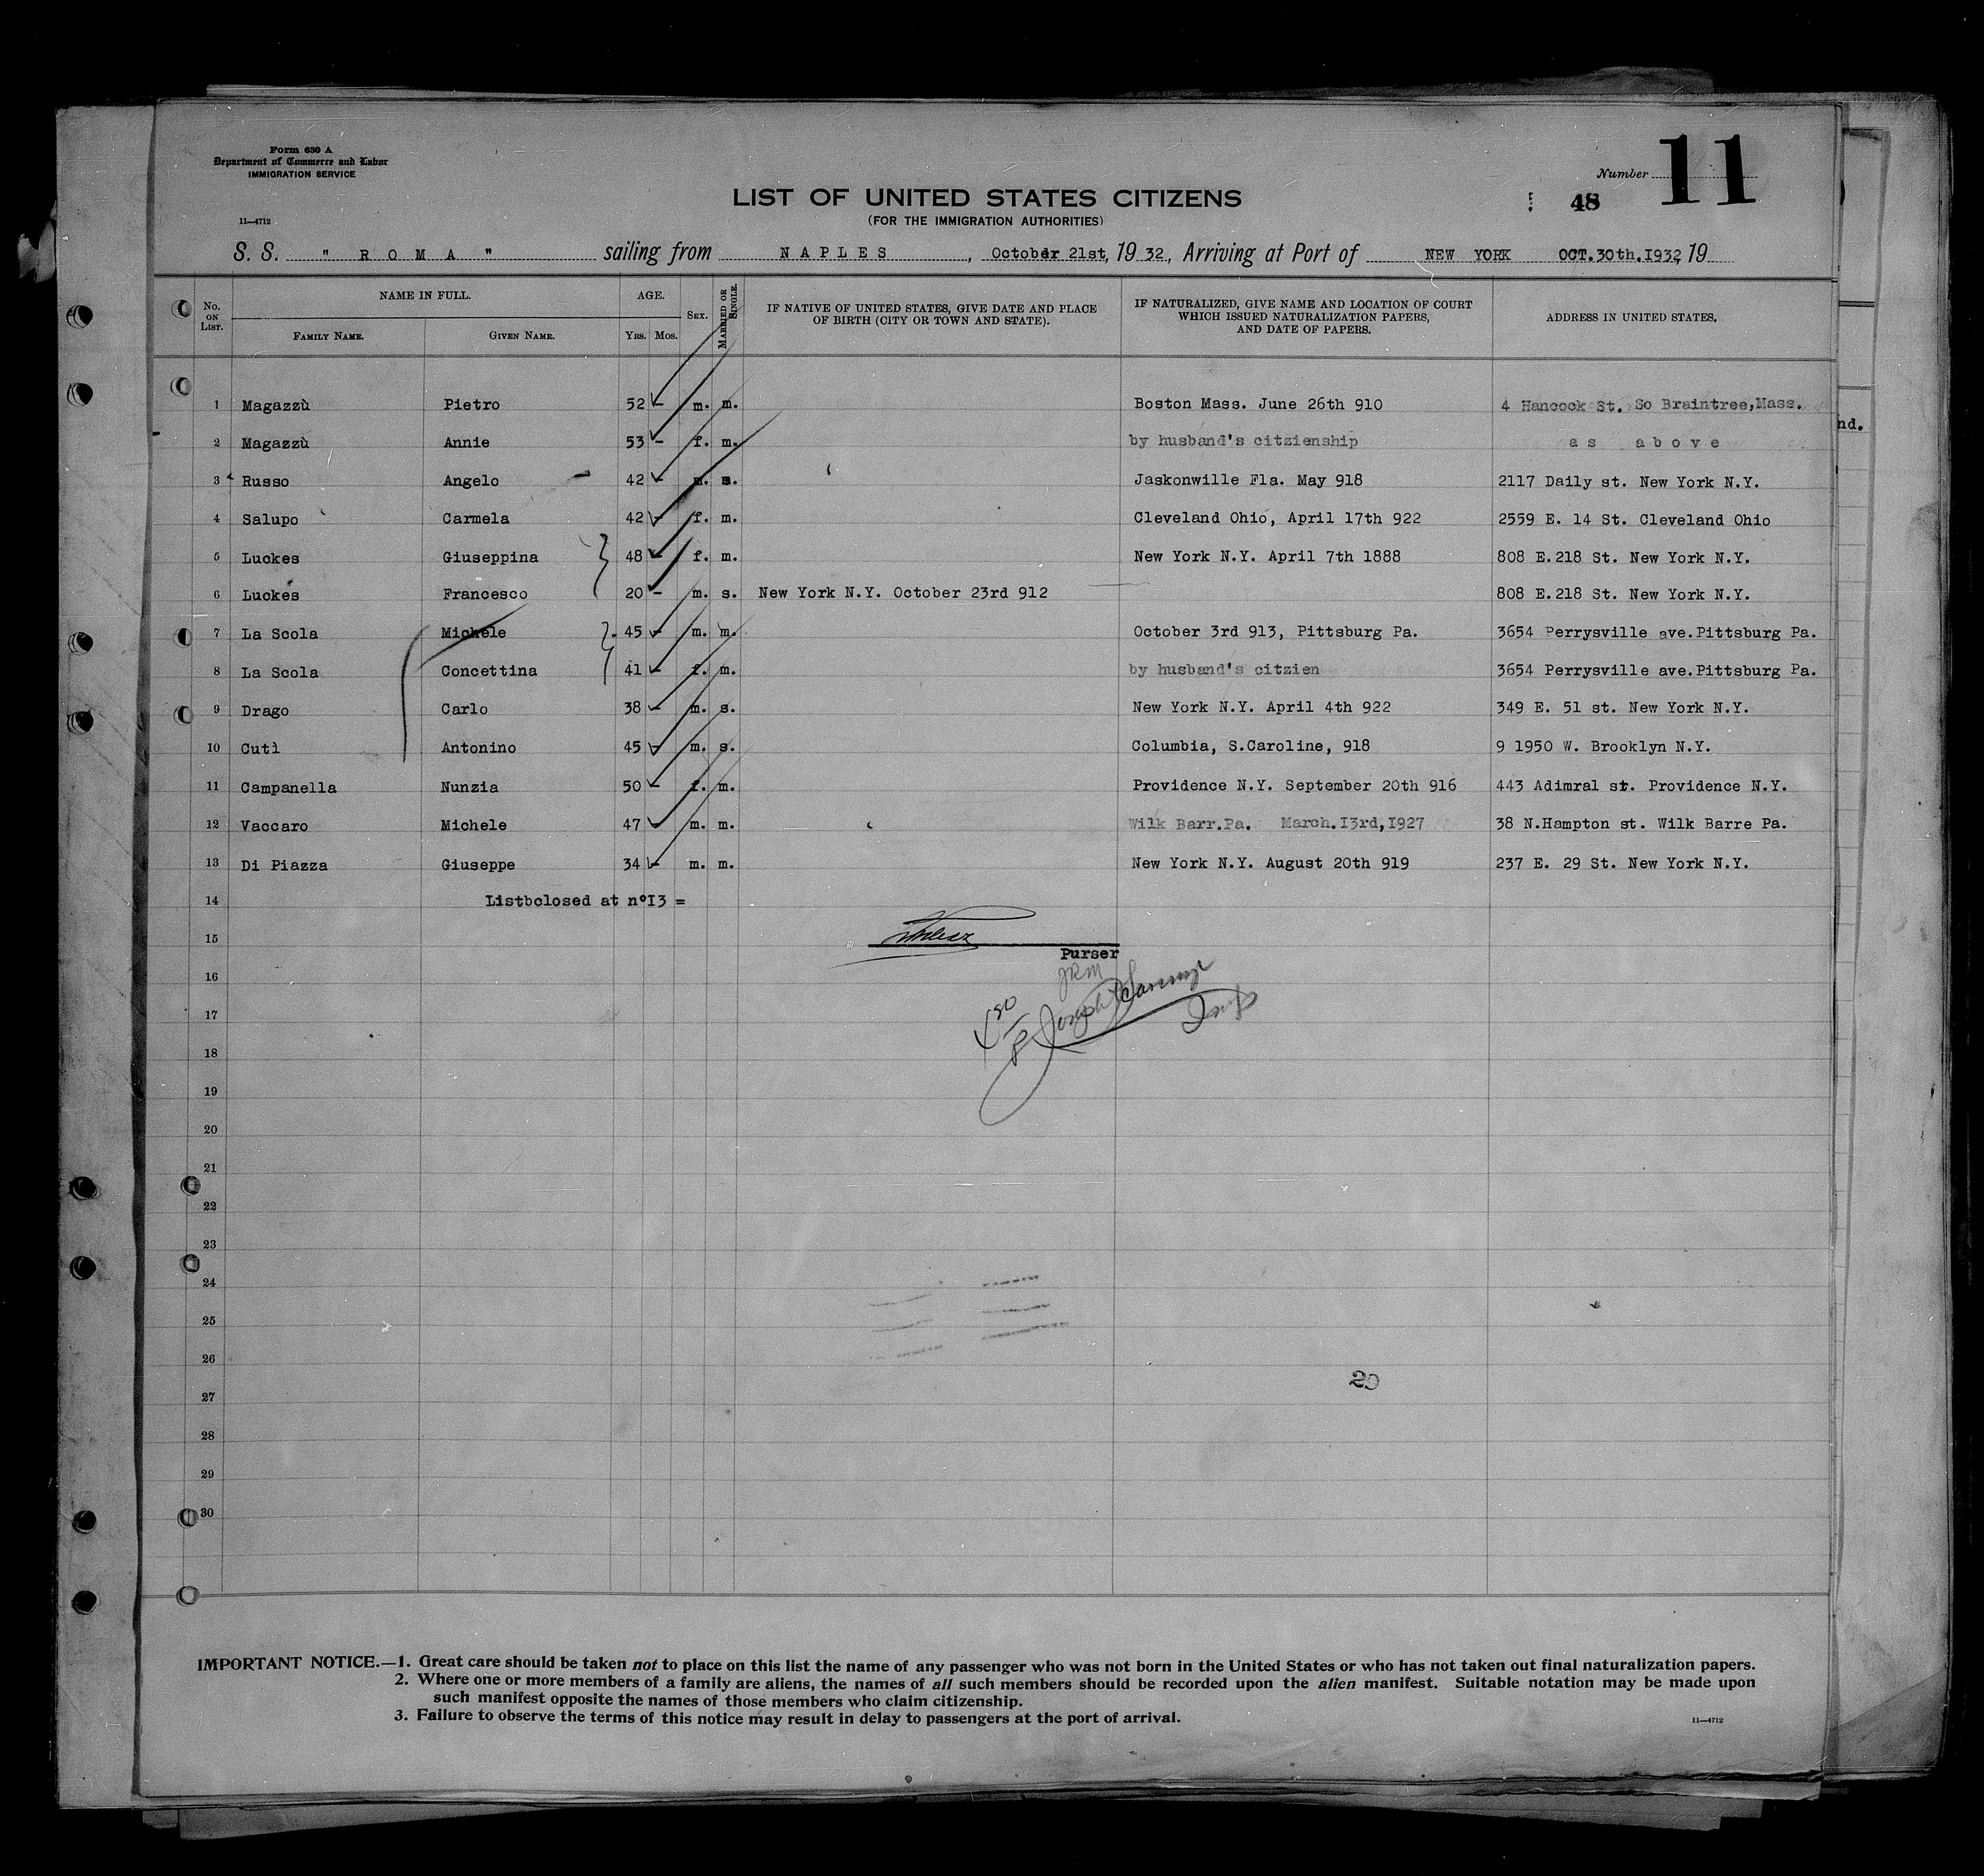 Form 630 A
Department of Commerce and Labor
IMMIGRATION SERVICE
11—4712
Number 11
48
LIST OF UNITED STATES CITIZENS
(FOR THE IMMIGRATION AUTHORITIES)
S. S. " R O M A " sailing from N A P L E S , October 21st, 19 32, Arriving at Port of NEW YORK OCT.30th.I932 19
No. ON LIST. NAME IN FULL. FAMILY NAME. GIVEN NAME. AGE. YRS. MOS. SEX. MARRIED OR SINGLE. IF NATIVE OF UNITED STATES, GIVE DATE AND PLACE OF BIRTH (CITY OR TOWN AND STATE). IF NATURALIZED, GIVE NAME AND LOCATION OF COURT WHICH ISSUED NATURALIZATION PAPERS, AND DATE OF PAPERS. ADDRESS IN UNITED STATES.
1 Magazzù Pietro 52 - m. m. Boston Mass. June 26th 910 4 Hancock St. So Braintree,Mass.
2 Magazzù Annie 53 - f. m. by husband's citzienship as above
3 Russo Angelo 42 - m. s. Jaskonwille Fla. May 918 2117 Daily st. New York N.Y.
4 Salupo Carmela 42 - f. m. Cleveland Ohio, April 17th 922 2559 E. 14 St. Cleveland Ohio
5 Luckes Giuseppina 48 - f. m. New York N.Y. April 7th 1888 808 E.218 St. New York N.Y.
6 Luckes Francesco 20 - m. s. New York N.Y. October 23rd 912 808 E.218 St. New York N.Y.
7 La Scola Michele 45 - m. m. October 3rd 913, Pittsburg Pa. 3654 Perrysville ave.Pittsburg Pa.
8 La Scola Concettina 41 - f. m. by husband's citzien 3654 Perrysville ave.Pittsburg Pa.
9 Drago Carlo 38 - m. s. New York N.Y. April 4th 922 349 E. 51 st. New York N.Y.
10 Cutì Antonino 45 - m. s. Columbia, S.Caroline, 918 9 1950 W. Brooklyn N.Y.
11 Campanella Nunzia 50 - f. m. Providence N.Y. September 20th 916 443 Adimral st. Providence N.Y.
12 Vaccaro Michele 47 m. m. Wilk Barr.Pa. March.I3rd,I927 38 N.Hampton st. Wilk Barre Pa.
13 Di Piazza Giuseppe 34 - m. m. New York N.Y. August 20th 919 237 E. 29 St. New York N.Y.
14 Listbclosed at n°I3 =
15
Purser
16
17
18
19
20
21
22
23
24
25
26
27
28
29
30
20
nd.
IMPORTANT NOTICE.—1. Great care should be taken not to place on this list the name of any passenger who was not born in the United States or who has not taken out final naturalization papers.
2. Where one or more members of a family are aliens, the names of all such members should be recorded upon the alien manifest. Suitable notation may be made upon
such manifest opposite the names of those members who claim citizenship.
3. Failure to observe the terms of this notice may result in delay to passengers at the port of arrival.
11—4712